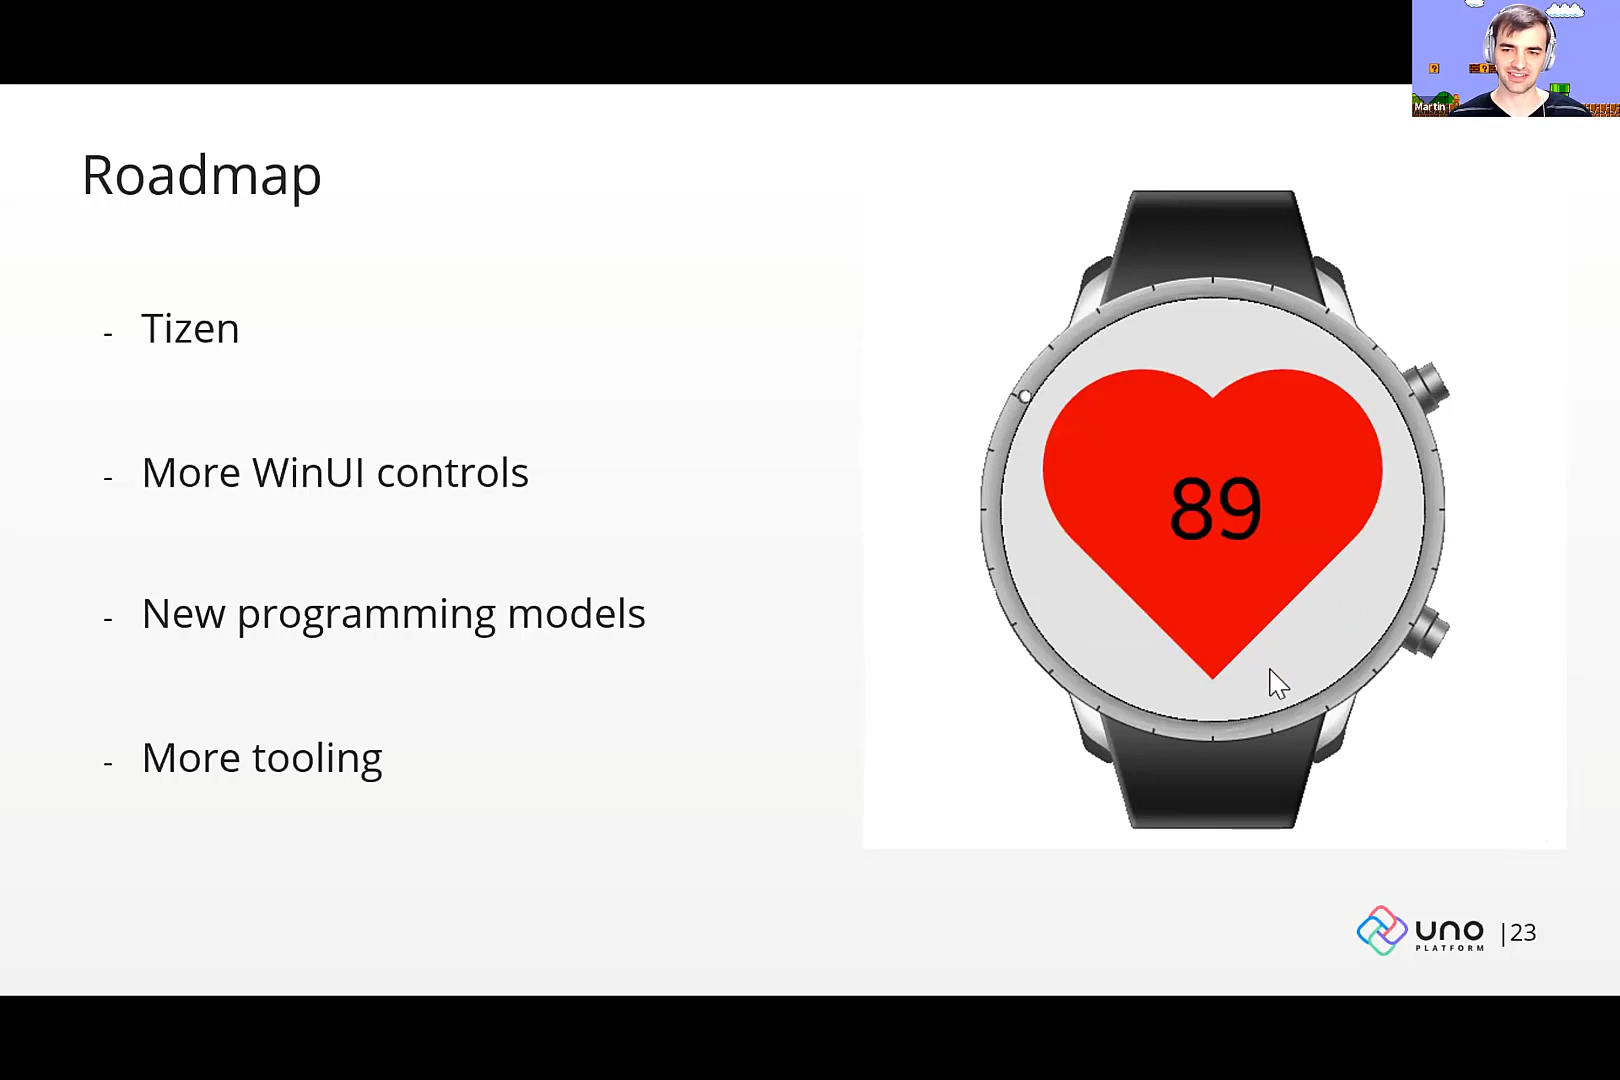 Martin
Roadmap
- Tizen
- More WinUI controls
- New programming models
- More tooling
89
uno
PLATFORM
|23